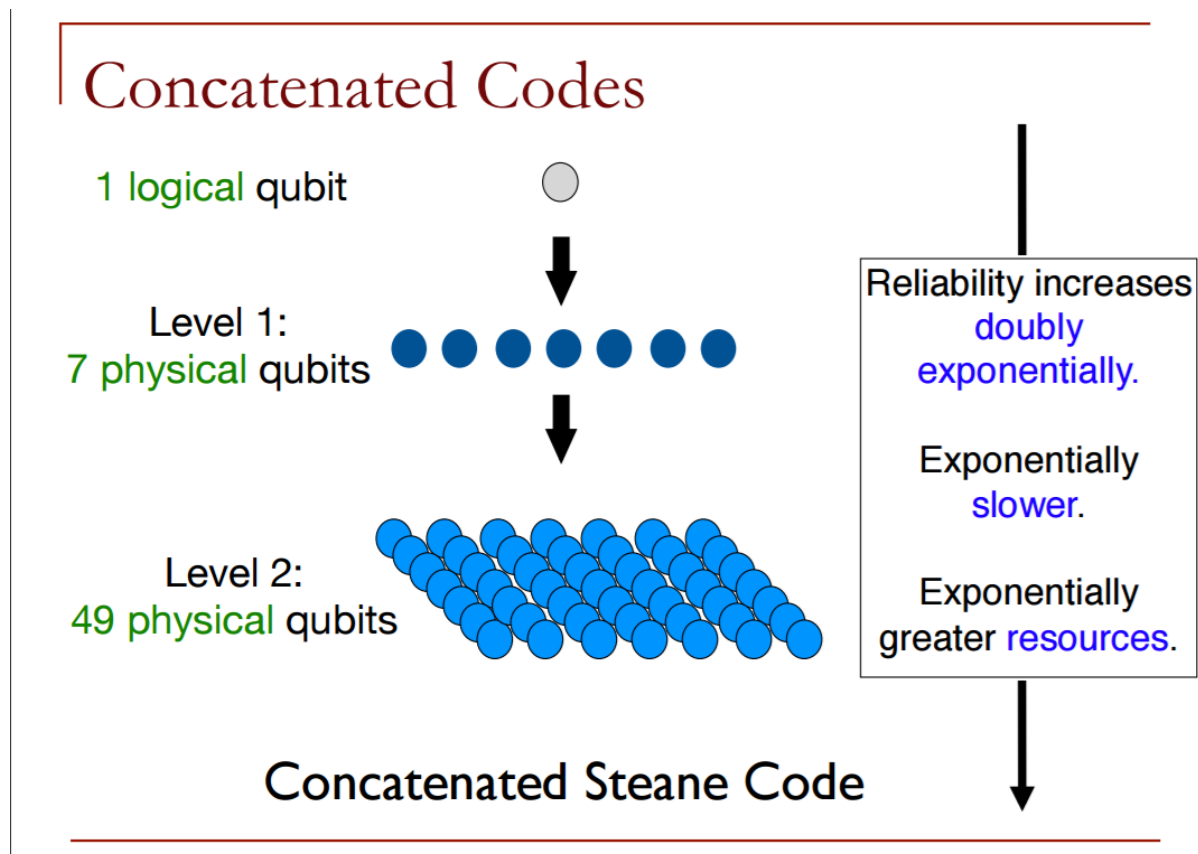 Concatenated Codes
1 logical qubit
Level 1:
7 physical qubits
Level 2:
49 physical qubits
Reliability increases
doubly
exponentially.
Exponentially
slower.
Exponentially
greater resources.
Concatenated Steane Code